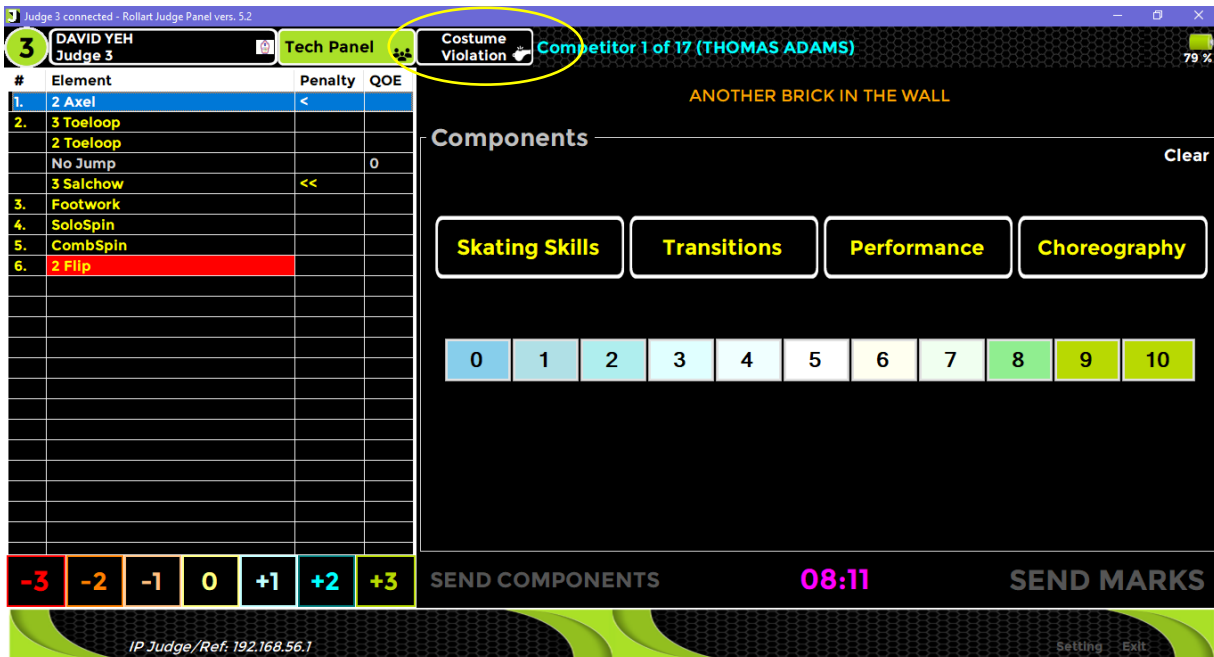 Judge 3 connected - Rollart Judge Panel vers. 5.2
3
DAVID YEH
Judge 3
Tech Panel
Costume
Violation
Competitor 1 of 17 (THOMAS ADAMS)
79 %
# Element Penalty QOE
1. 2 Axel <
2. 3 Toeloop
2 Toeloop
No Jump 0
3 Salchow <<
3. Footwork
4. SoloSpin
5. CombSpin
6. 2 Flip
ANOTHER BRICK IN THE WALL
Components
Clear
Skating Skills Transitions Performance Choreography
0 1 2 3 4 5 6 7 8 9 10
-3 -2 -1 0 +1 +2 +3
SEND COMPONENTS 08:11 SEND MARKS
IP Judge/Ref: 192.168.56.1
Setting Exit